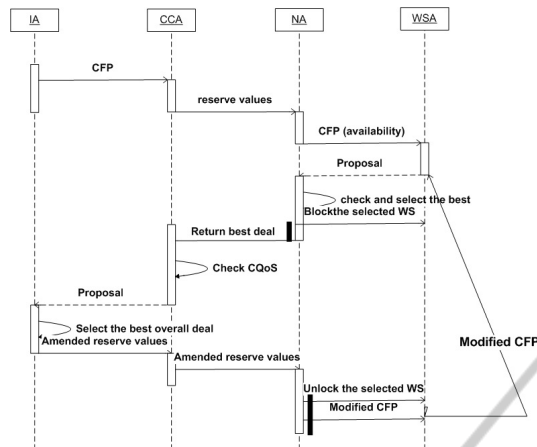 IA
CCA
NA
WSA
CFP
reserve values
CFP (availability)
Proposal
check and select the best
Blockthe selected WS
Return best deal
Check CQoS
Proposal
Select the best overall deal
Amended reserve values
Modified CFP
Amended reserve values
Unlock the selected WS
Modified CFP